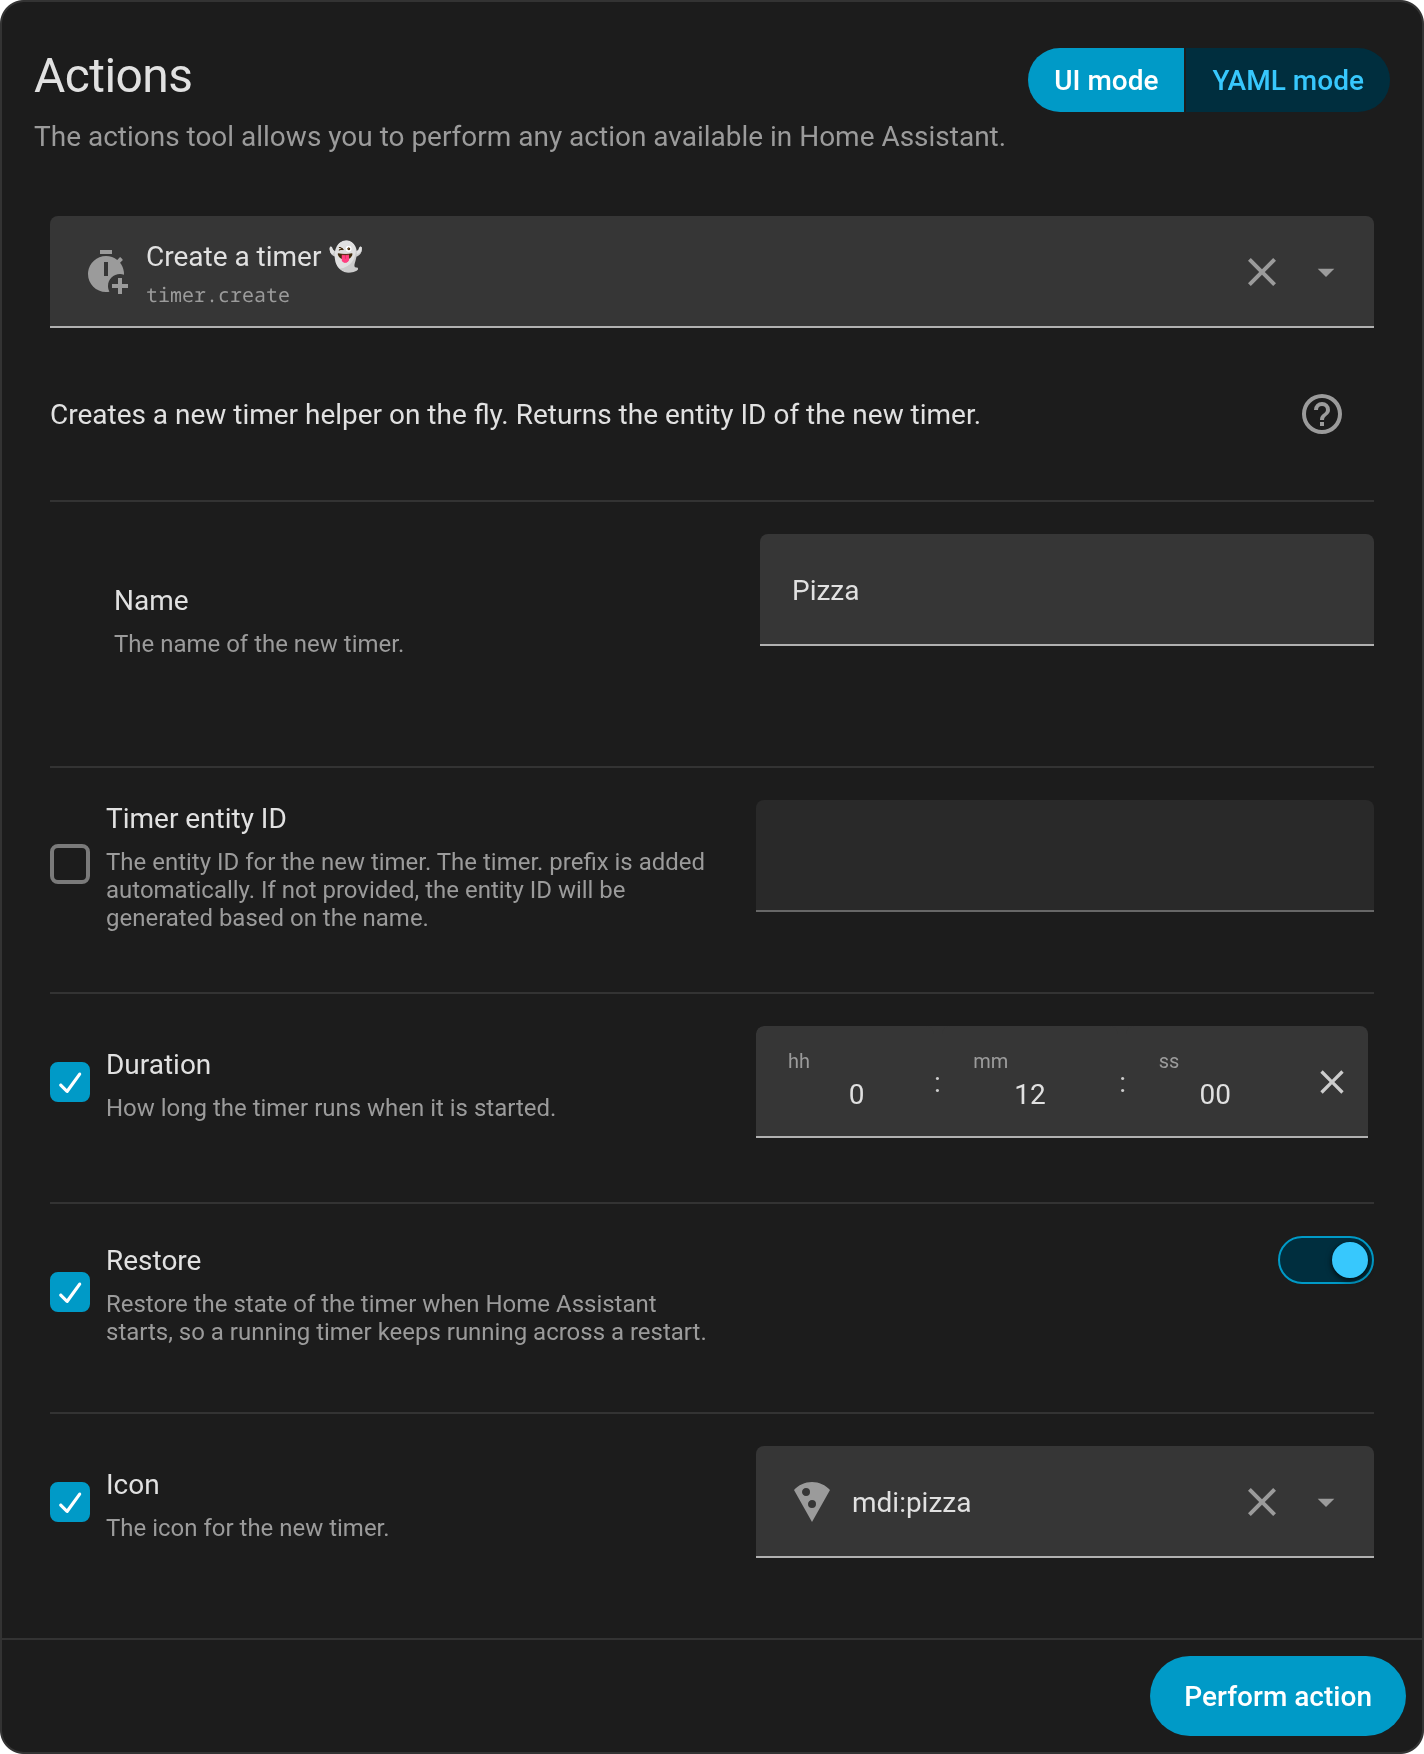 Actions
UI mode
YAML mode
The actions tool allows you to perform any action available in Home Assistant.
Create a timer 👻
timer.create
Creates a new timer helper on the fly. Returns the entity ID of the new timer.
Name
The name of the new timer.
Pizza
Timer entity ID
The entity ID for the new timer. The timer. prefix is added
automatically. If not provided, the entity ID will be
generated based on the name.
Duration
How long the timer runs when it is started.
hh mm ss
0 : 12 : 00
Restore
Restore the state of the timer when Home Assistant
starts, so a running timer keeps running across a restart.
Icon
The icon for the new timer.
mdi:pizza
Perform action